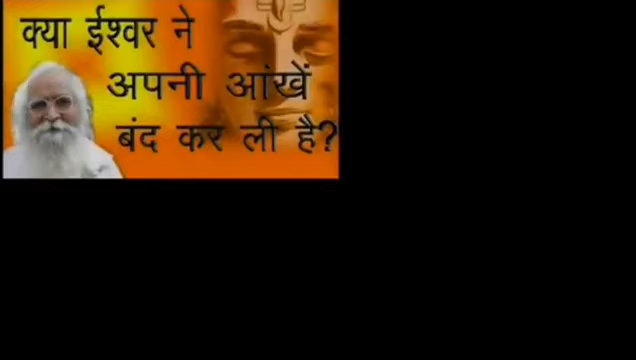 क्या ईश्वर ने
अपनी आंखें
बंद कर ली है?